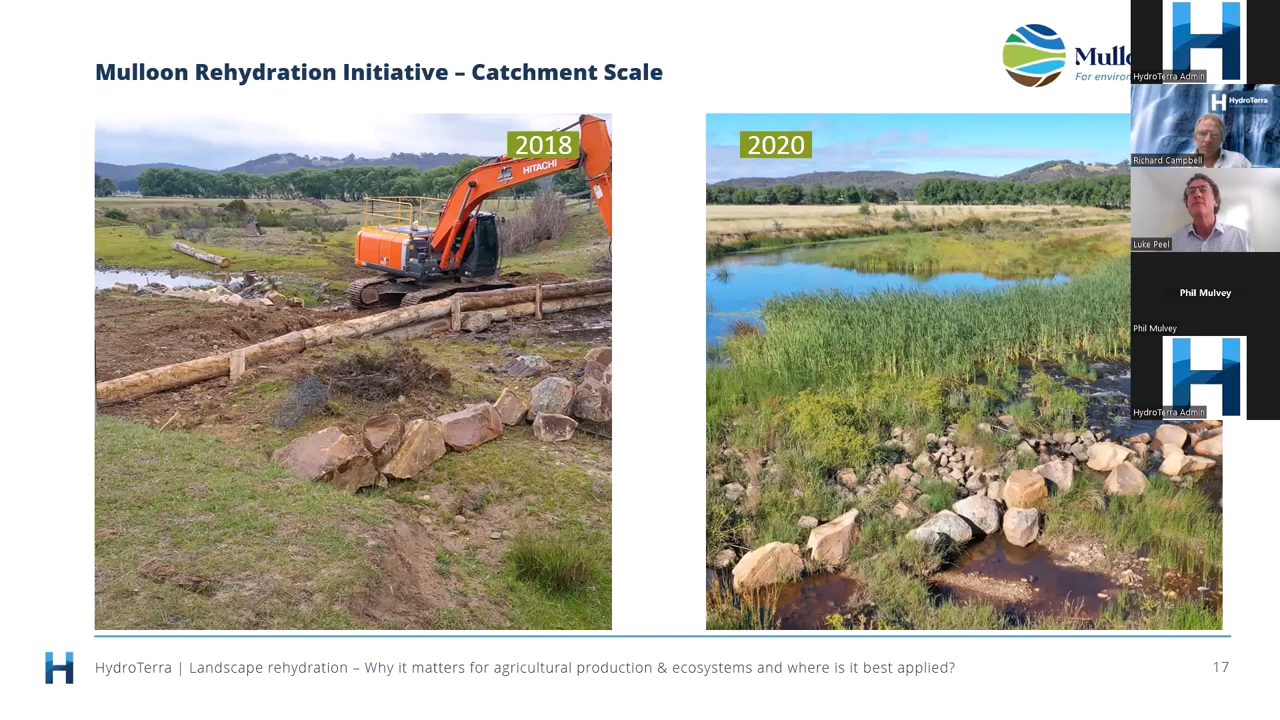 Mulloon Rehydration Initiative – Catchment Scale
For environ
2018
HITACHI
2020
HydroTerra Admin
HydroTerra
Richard Campbell
Luke Peel
Phil Mulvey
Phil Mulvey
HydroTerra Admin
HydroTerra | Landscape rehydration – Why it matters for agricultural production & ecosystems and where is it best applied?
17